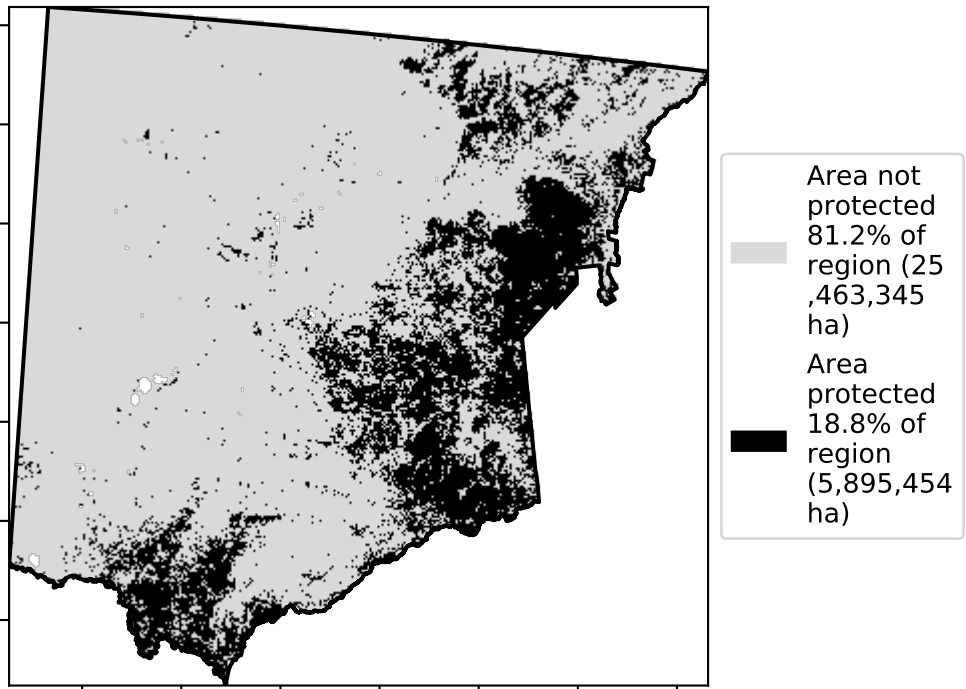 Area not
protected
81.2% of
region (25
,463,345
ha)
Area
protected
18.8% of
region
(5,895,454
ha)